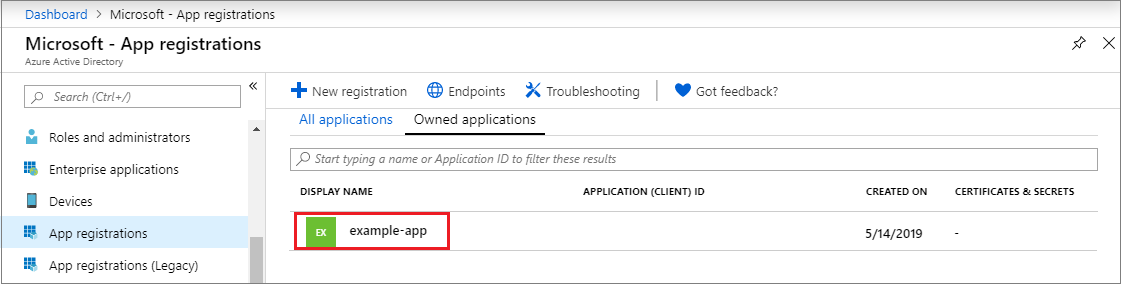 Dashboard > Microsoft - App registrations
Microsoft - App registrations
Azure Active Directory
Search (Ctrl+/)
Roles and administrators
Enterprise applications
Devices
App registrations
App registrations (Legacy)
New registration Endpoints Troubleshooting Got feedback?
All applications Owned applications
Start typing a name or Application ID to filter these results
DISPLAY NAME APPLICATION (CLIENT) ID CREATED ON CERTIFICATES & SECRETS
EX example-app 5/14/2019 -